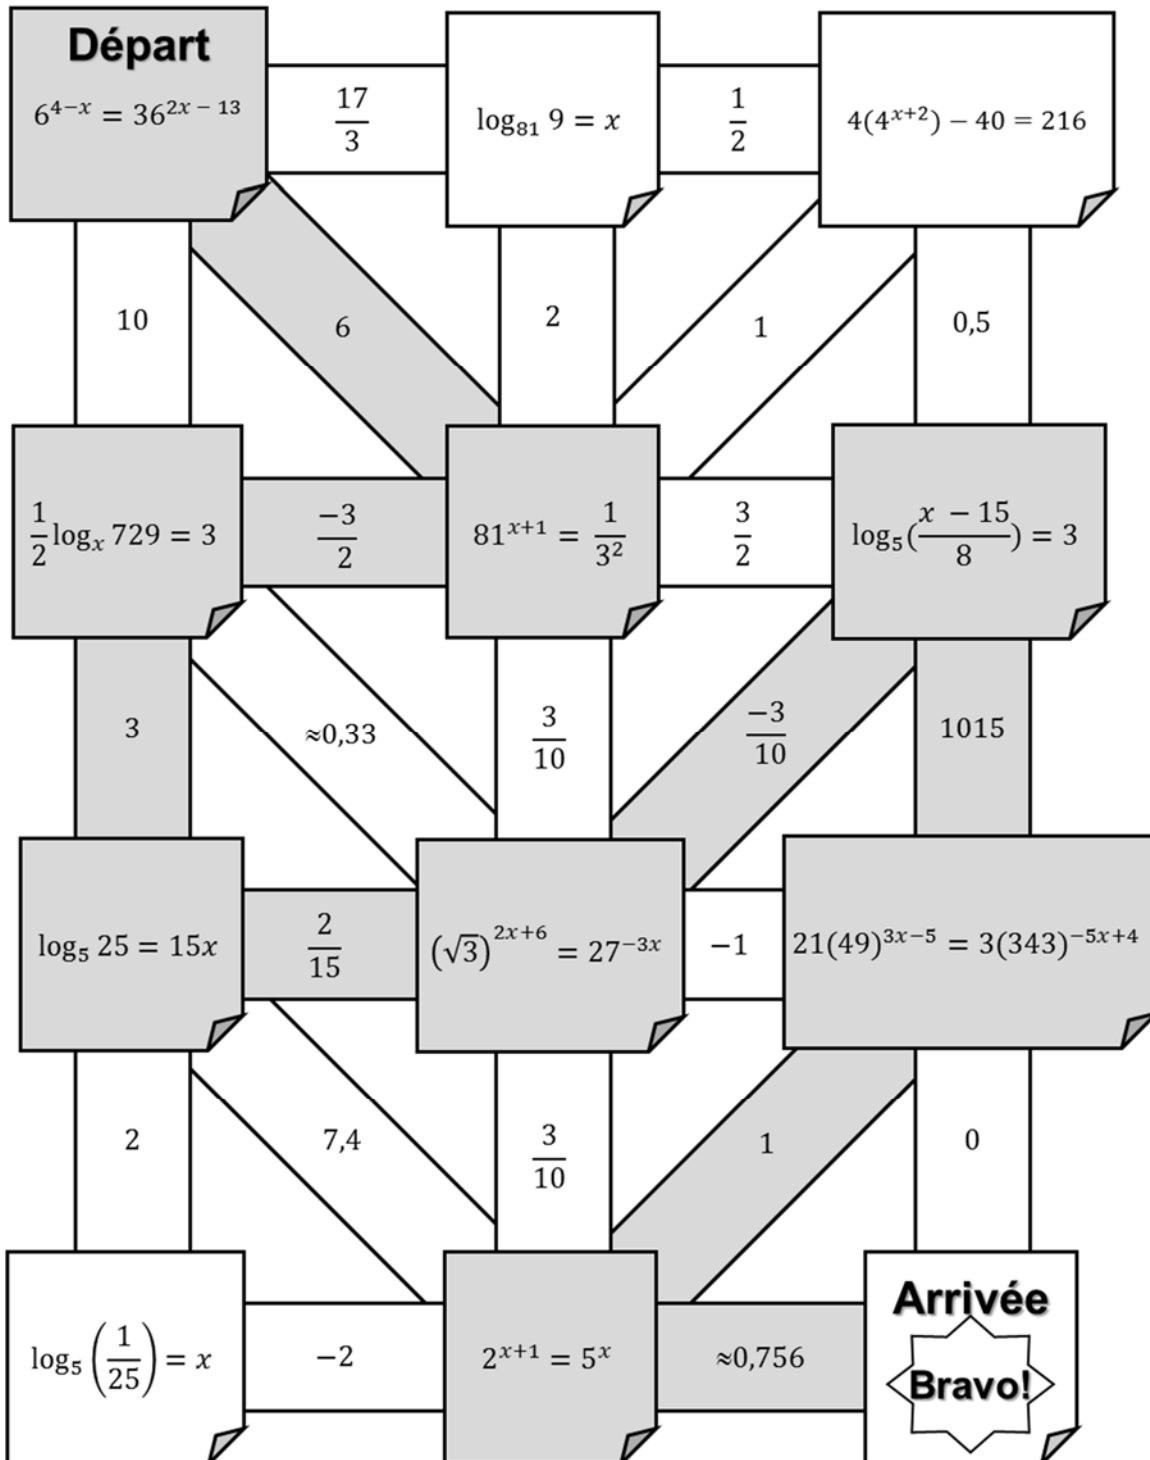 Départ
6^{4−x} = 36^{2x − 13}
17/3
log₈₁ 9 = x
1/2
4(4^{x+2}) − 40 = 216
10
6
2
1
0,5
1/2 logₓ 729 = 3
−3/2
81^{x+1} = 1/3²
3/2
log₅(x − 15/8) = 3
3
≈0,33
3/10
−3/10
1015
log₅ 25 = 15x
2/15
(√3)^{2x+6} = 27^{−3x}
−1
21(49)^{3x−5} = 3(343)^{−5x+4}
2
7,4
3/10
1
0
log₅ (1/25) = x
−2
2^{x+1} = 5^x
≈0,756
Arrivée
Bravo!